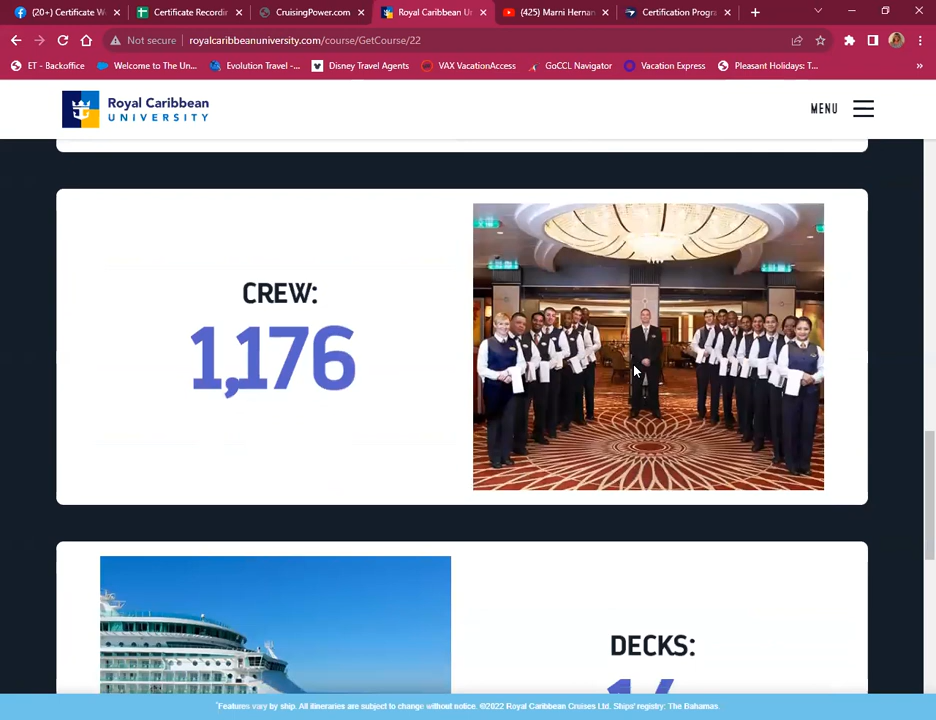 (20+) Certificate W
Certificate Recordin
CruisingPower.com
Royal Caribbean U
(425) Marni Hernan
Certification Progra
Not secure
royalcaribbeanuniversity.com/course/GetCourse/22
ET - Backoffice
Welcome to The Un...
Evolution Travel -...
Disney Travel Agents
VAX VacationAccess
GoCCL Navigator
Vacation Express
Pleasant Holidays: T...
»
Royal Caribbean
UNIVERSITY
MENU
CREW:
1,176
DECKS:
*Features vary by ship. All itineraries are subject to change without notice. ©2022 Royal Caribbean Cruises Ltd. Ships' registry: The Bahamas.